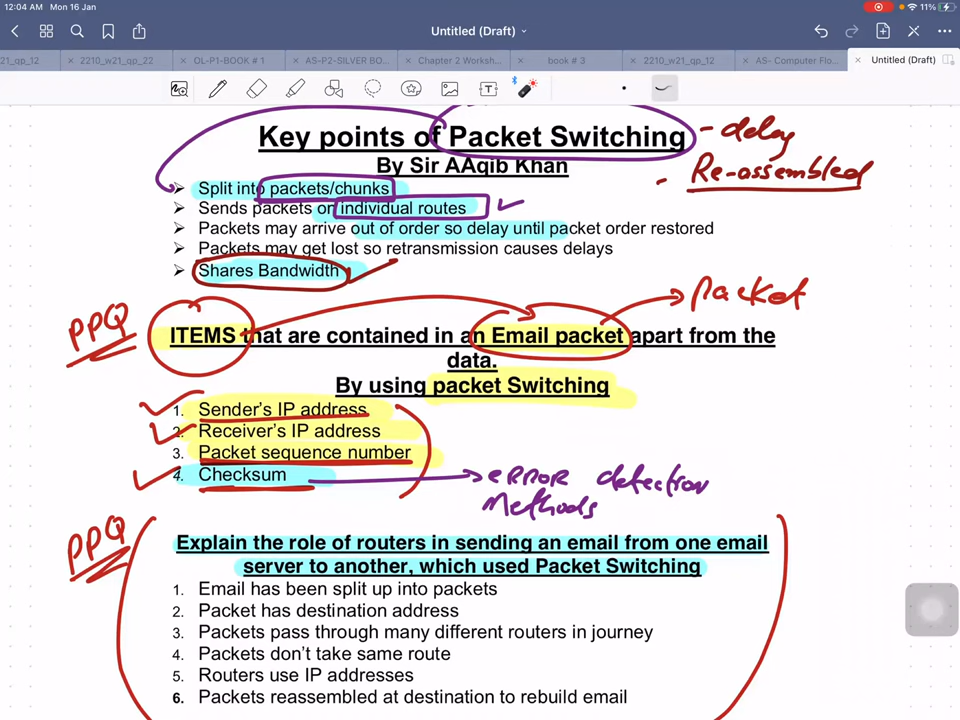 12:04 AM Mon 16 Jan
11%
Untitled (Draft)
21_qp_12
2210_w21_qp_22
OL-P1-BOOK # 1
AS-P2-SILVER BO...
Chapter 2 Worksh...
book # 3
2210_w21_qp_12
AS- Computer Flo...
Untitled (Draft)
Key points of Packet Switching
- delay
By Sir AAqib Khan
- Re-assembled
➢ Split into packets/chunks
➢ Sends packets on individual routes
➢ Packets may arrive out of order so delay until packet order restored
➢ Packets may get lost so retransmission causes delays
➢ Shares Bandwidth
Packet
PPQ
ITEMS that are contained in an Email packet apart from the
data.
By using packet Switching
1. Sender's IP address
2. Receiver's IP address
3. Packet sequence number
4. Checksum
ERROR detection
Methods
PPQ
Explain the role of routers in sending an email from one email
server to another, which used Packet Switching
1. Email has been split up into packets
2. Packet has destination address
3. Packets pass through many different routers in journey
4. Packets don't take same route
5. Routers use IP addresses
6. Packets reassembled at destination to rebuild email